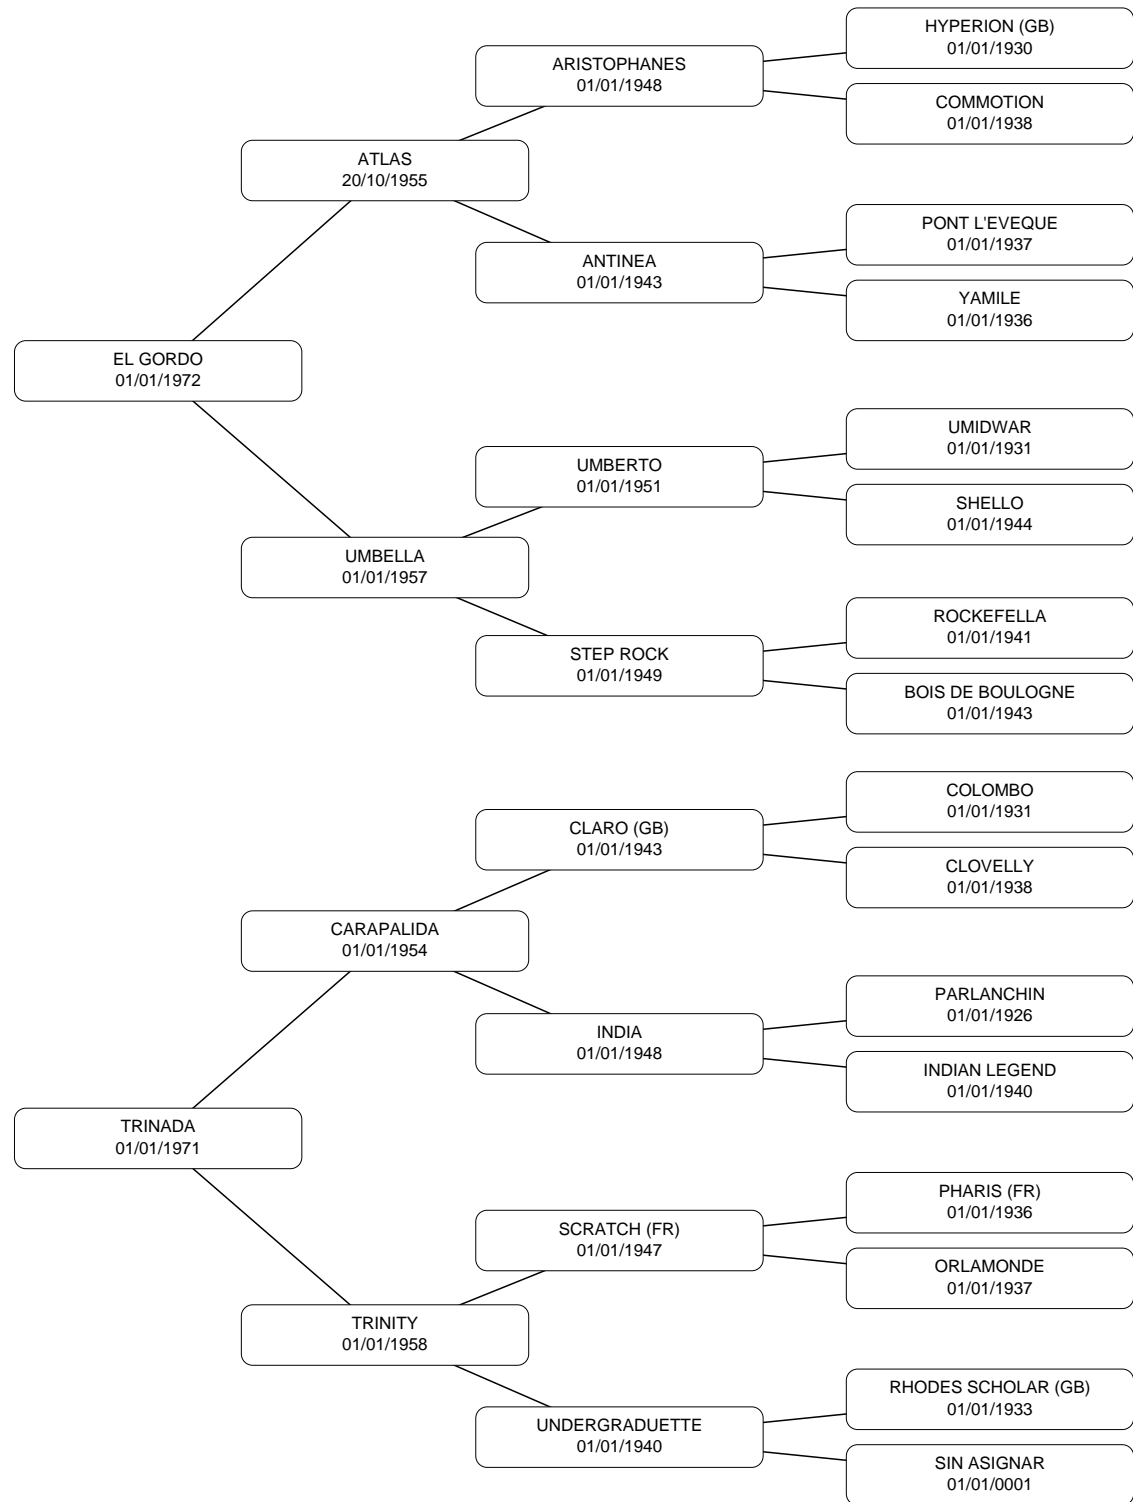 HYPERION (GB)
01/01/1930
ARISTOPHANES
01/01/1948
COMMOTION
01/01/1938
ATLAS
20/10/1955
PONT L'EVEQUE
01/01/1937
ANTINEA
01/01/1943
YAMILE
01/01/1936
EL GORDO
01/01/1972
UMIDWAR
01/01/1931
UMBERTO
01/01/1951
SHELLO
01/01/1944
UMBELLA
01/01/1957
ROCKEFELLA
01/01/1941
STEP ROCK
01/01/1949
BOIS DE BOULOGNE
01/01/1943
COLOMBO
01/01/1931
CLARO (GB)
01/01/1943
CLOVELLY
01/01/1938
CARAPALIDA
01/01/1954
PARLANCHIN
01/01/1926
INDIA
01/01/1948
INDIAN LEGEND
01/01/1940
TRINADA
01/01/1971
PHARIS (FR)
01/01/1936
SCRATCH (FR)
01/01/1947
ORLAMONDE
01/01/1937
TRINITY
01/01/1958
RHODES SCHOLAR (GB)
01/01/1933
UNDERGRADUETTE
01/01/1940
SIN ASIGNAR
01/01/0001